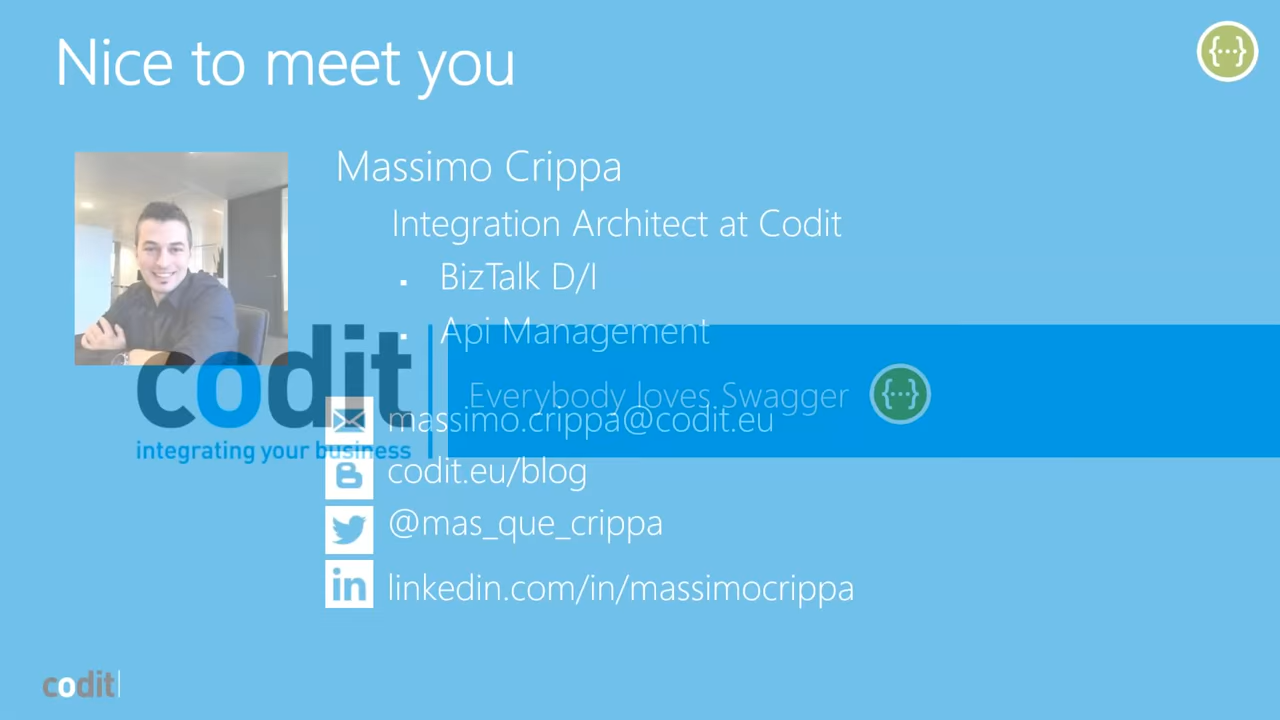 Nice to meet you
{...}
Massimo Crippa
Integration Architect at Codit
▪ BizTalk D/I
▪ Api Management
codit
integrating your business
Everybody loves Swagger
{...}
massimo.crippa@codit.eu
codit.eu/blog
@mas_que_crippa
in
linkedin.com/in/massimocrippa
codit